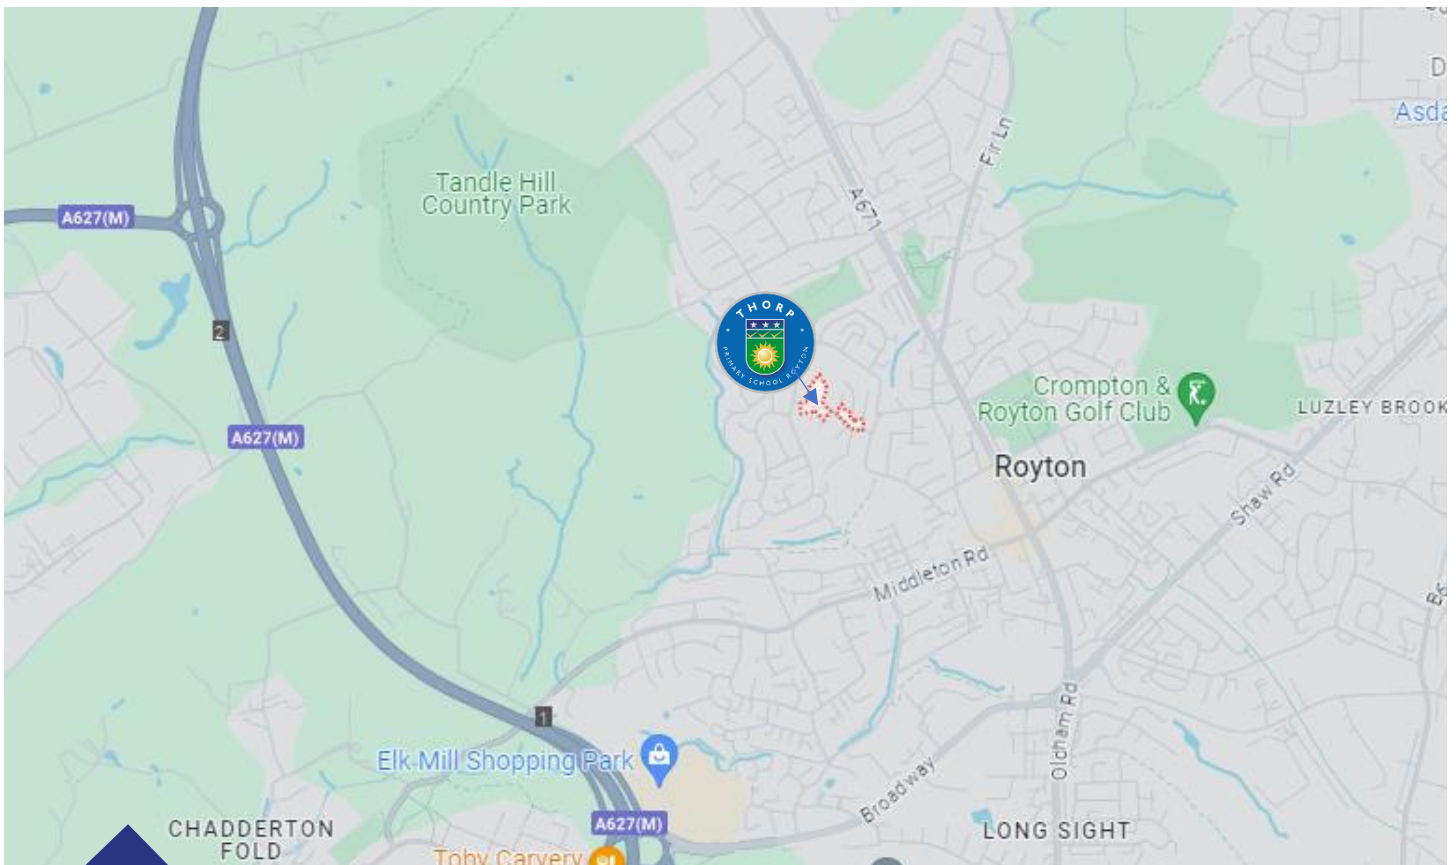 D
Asda
Fir Ln
Tandle Hill
Country Park
A671
A627(M)
THORP
PRIMARY SCHOOL ROYTON
2
Crompton &
Royton Golf Club
LUZLEY BROOK
A627(M)
Royton
Shaw Rd
Middleton Rd
B6
1
Oldham Rd
Elk Mill Shopping Park
Broadway
A627(M)
CHADDERTON
FOLD
LONG SIGHT
Toby Carvery